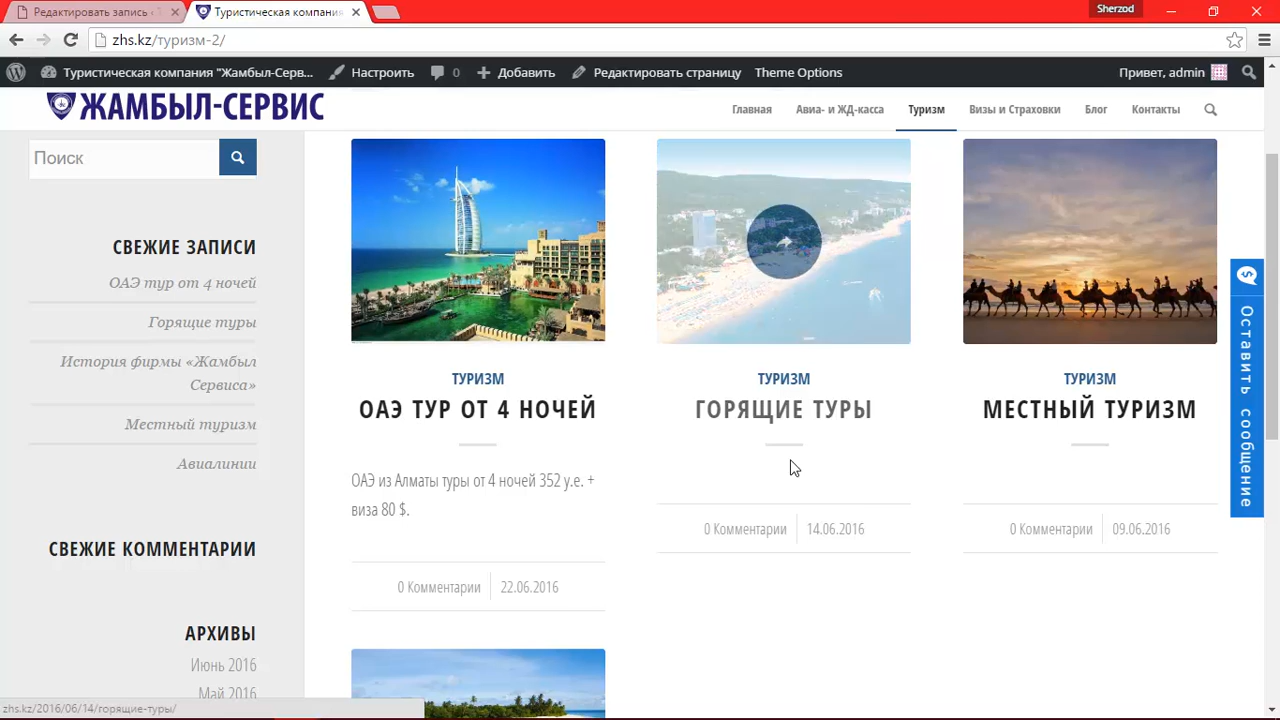 Редактировать запись ‹ "
Туристическая компания
Sherzod
zhs.kz/туризм-2/
Туристическая компания "Жамбыл-Серв...
Настроить
0
Добавить
Редактировать страницу
Theme Options
Привет, admin
ЖАМБЫЛ-СЕРВИС
Главная
Авиа- и ЖД-касса
Туризм
Визы и Страховки
Блог
Контакты
Поиск
СВЕЖИЕ ЗАПИСИ
ОАЭ тур от 4 ночей
Горящие туры
История фирмы «Жамбыл
Сервиса»
Местный туризм
Авиалинии
СВЕЖИЕ КОММЕНТАРИИ
АРХИВЫ
Июнь 2016
Май 2016
ТУРИЗМ
ОАЭ ТУР ОТ 4 НОЧЕЙ
ОАЭ из Алматы туры от 4 ночей 352 у.е. +
виза 80 $.
0 Комментарии
22.06.2016
ТУРИЗМ
ГОРЯЩИЕ ТУРЫ
0 Комментарии
14.06.2016
ТУРИЗМ
МЕСТНЫЙ ТУРИЗМ
0 Комментарии
09.06.2016
Оставить сообщение
zhs.kz/2016/06/14/горящие-туры/